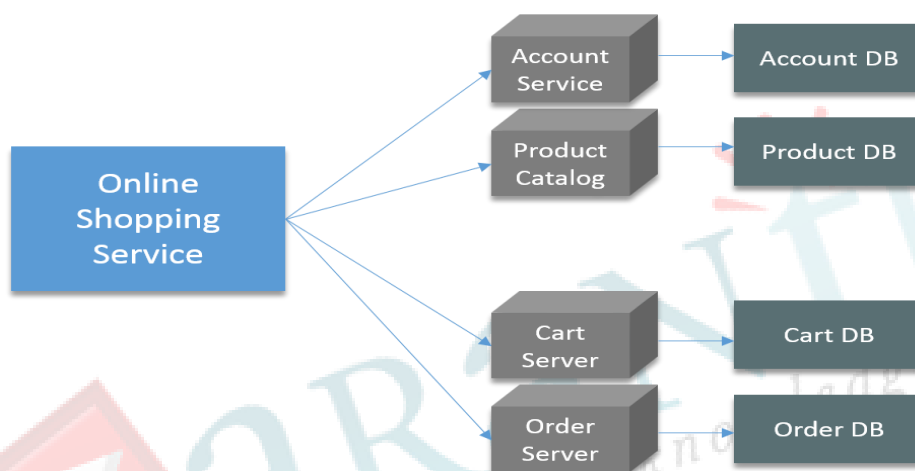 Account
Service
Account DB
Product
Catalog
Product DB
Online
Shopping
Service
Cart
Server
Cart DB
Order
Server
Order DB